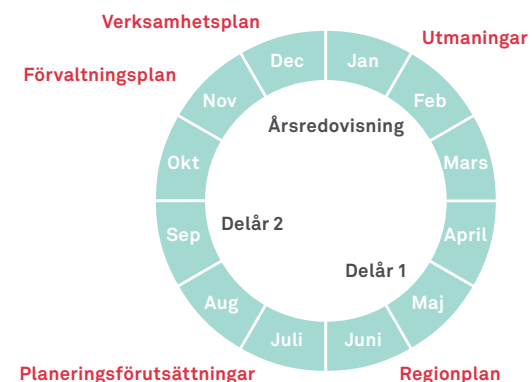 Verksamhetsplan
Utmaningar
Förvaltningsplan
Dec
Jan
Nov
Feb
Årsredovisning
Okt
Mars
Delår 2
Sep
April
Delår 1
Aug
Maj
Juli
Juni
Planeringsförutsättningar
Regionplan